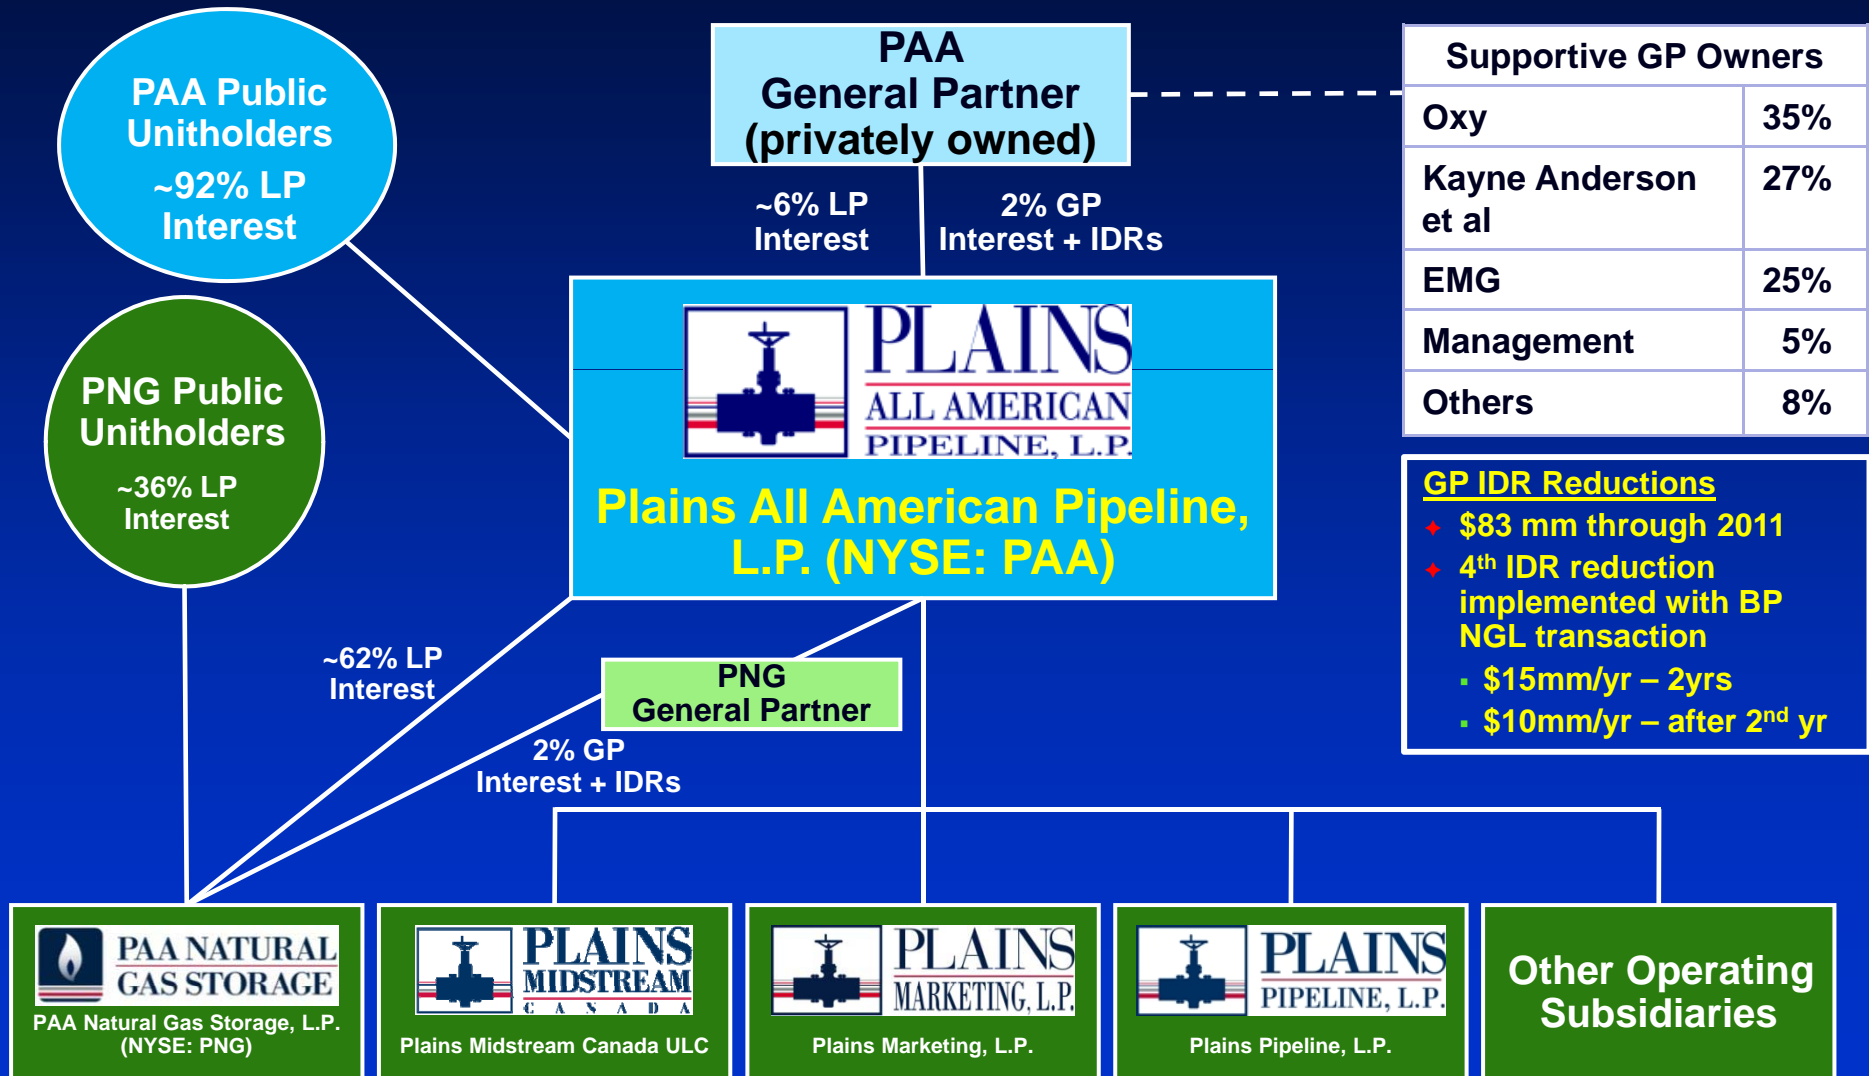 PAA Public
Unitholders
~92% LP
Interest
PAA
General Partner
(privately owned)
~6% LP
Interest
2% GP
Interest + IDRs
Supportive GP Owners
Oxy 35%
Kayne Anderson 27%
et al
EMG 25%
Management 5%
Others 8%
PNG Public
Unitholders
~36% LP
Interest
PLAINS
ALL AMERICAN
PIPELINE, L.P.
Plains All American Pipeline,
L.P. (NYSE: PAA)
GP IDR Reductions
$83 mm through 2011
4th IDR reduction
implemented with BP
NGL transaction
$15mm/yr – 2yrs
$10mm/yr – after 2nd yr
~62% LP
Interest
PNG
General Partner
2% GP
Interest + IDRs
PAA NATURAL
GAS STORAGE
PAA Natural Gas Storage, L.P.
(NYSE: PNG)
PLAINS
MIDSTREAM
CANADA
Plains Midstream Canada ULC
PLAINS
MARKETING, L.P.
Plains Marketing, L.P.
PLAINS
PIPELINE, L.P.
Plains Pipeline, L.P.
Other Operating
Subsidiaries